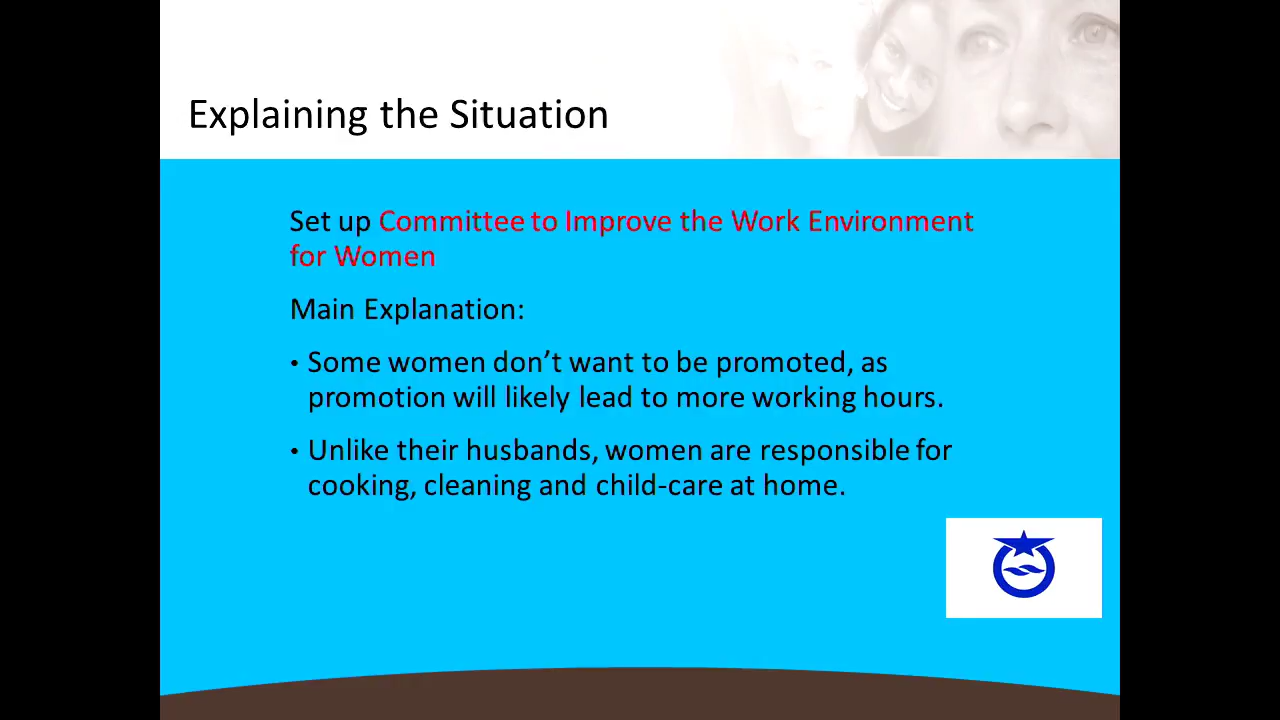 Explaining the Situation
Set up Committee to Improve the Work Environment
for Women
Main Explanation:
• Some women don’t want to be promoted, as
promotion will likely lead to more working hours.
• Unlike their husbands, women are responsible for
cooking, cleaning and child-care at home.